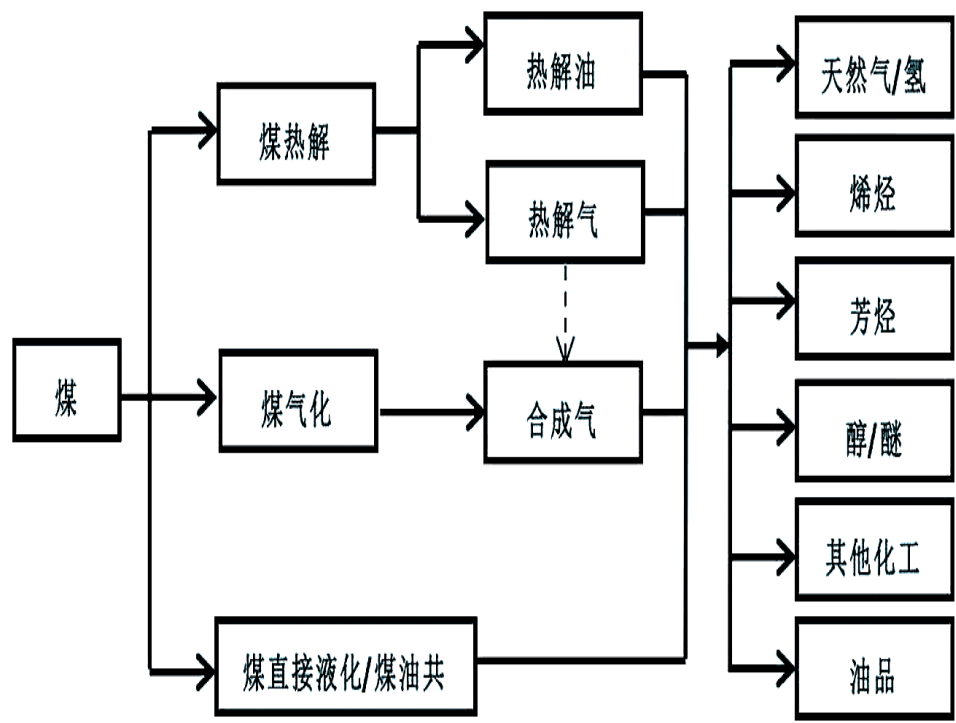 煤
煤热解
煤气化
煤直接液化/煤油共
热解油
热解气
合成气
天然气/氢
烯烃
芳烃
醇/醚
其他化工
油品